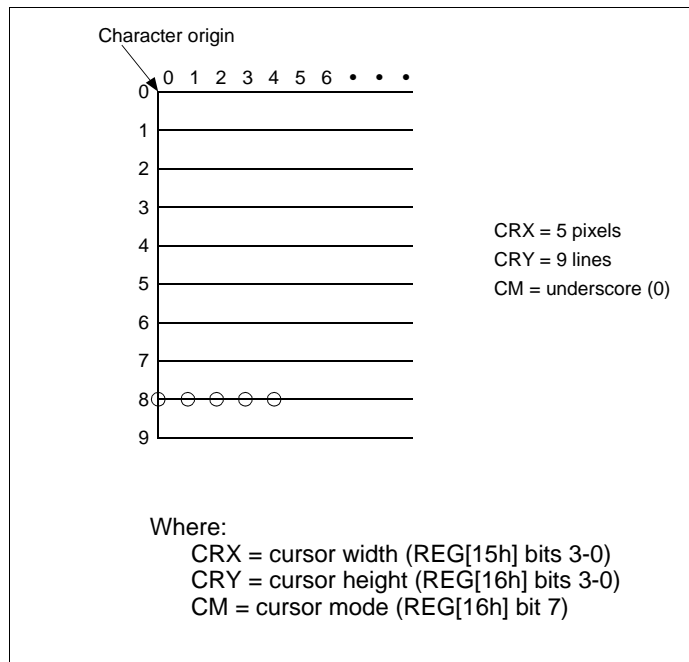 Character origin
0 1 2 3 4 5 6 • • •
0
1
2
3
4
5
6
7
8
9
CRX = 5 pixels
CRY = 9 lines
CM = underscore (0)
Where:
CRX = cursor width (REG[15h] bits 3-0)
CRY = cursor height (REG[16h] bits 3-0)
CM = cursor mode (REG[16h] bit 7)